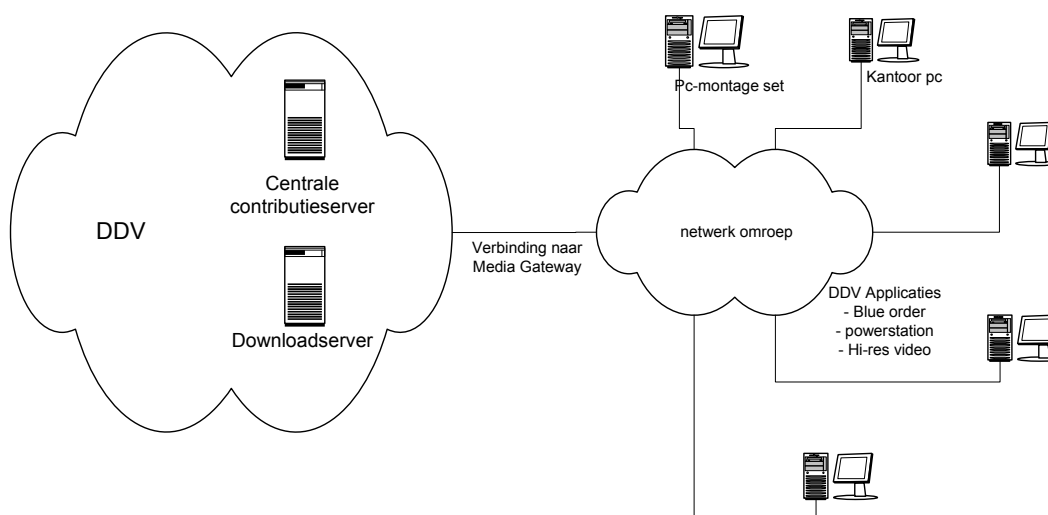 DDV
Centrale
contributieserver
Downloadserver
Verbinding naar
Media Gateway
Pc-montage set
Kantoor pc
netwerk omroep
DDV Applicaties
- Blue order
- powerstation
- Hi-res video